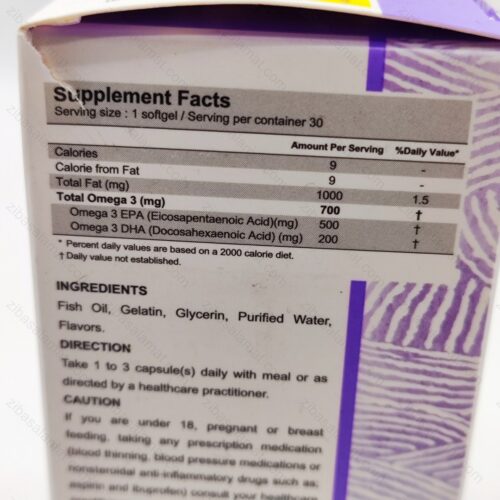 Supplement Facts
Serving size : 1 softgel / Serving per container 30
Amount Per Serving %Daily Value*
Calories 9 -
Calorie from Fat 9 -
Total Fat (mg) 1000 1.5
Total Omega 3 (mg) 700 †
Omega 3 EPA (Eicosapentaenoic Acid)(mg) 500 †
Omega 3 DHA (Docosahexaenoic Acid) (mg) 200 †
* Percent daily values are based on a 2000 calorie diet.
† Daily value not established.
INGREDIENTS
Fish Oil, Gelatin, Glycerin, Purified Water,
Flavors.
DIRECTION
Take 1 to 3 capsule(s) daily with meal or as
directed by a healthcare practitioner.
CAUTION
If you are under 18, pregnant or breast
feeding, taking any prescription medication
(blood thinning, blood pressure medications or
nonsteroidal anti-inflammatory drugs such as;
aspirin and ibuprofen) consult your healthcare
zibasalamat.com